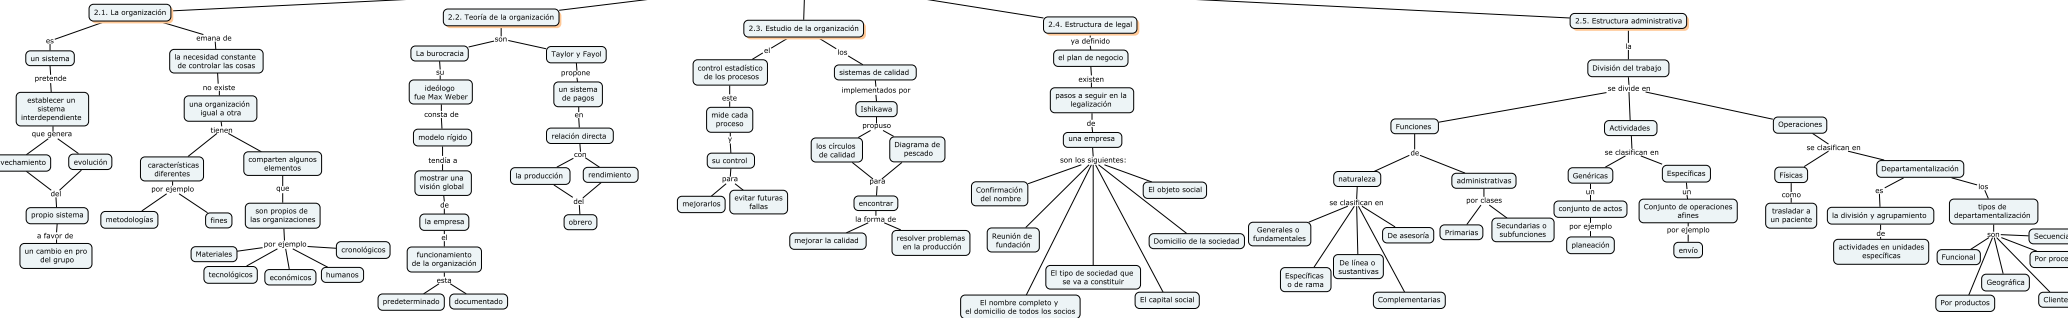 2.1. La organización
es
un sistema
pretende
establecer un
sistema
interdependiente
que genera
vechamiento
evolución
del
propio sistema
a favor de
un cambio en pro
del grupo
emana de
la necesidad constante
de controlar las cosas
no existe
una organización
igual a otra
tienen
características
diferentes
por ejemplo
metodologías
fines
comparten algunos
elementos
que
son propios de
las organizaciones
por ejemplo
Materiales
tecnológicos
económicos
humanos
cronológicos
2.2. Teoría de la organización
son
La burocracia
su
ideólogo
fue Max Weber
consta de
modelo rígido
tendía a
mostrar una
visión global
de
la empresa
el
funcionamiento
de la organización
esta
predeterminado
documentado
Taylor y Fayol
propone
un sistema
de pagos
en
relación directa
con
la producción
rendimiento
del
obrero
2.3. Estudio de la organización
el
control estadístico
de los procesos
este
mide cada
proceso
y
su control
para
mejorarlos
evitar futuras
fallas
los
sistemas de calidad
implementados por
Ishikawa
propuso
los círculos
de calidad
Diagrama de
pescado
para
encontrar
la forma de
mejorar la calidad
resolver problemas
en la producción
2.4. Estructura de legal
ya definido
el plan de negocio
existen
pasos a seguir en la
legalización
de
una empresa
son los siguientes:
Confirmación
del nombre
Reunión de
fundación
El nombre completo y
el domicilio de todos los socios
El tipo de sociedad que
se va a constituir
El capital social
Domicilio de la sociedad
El objeto social
2.5. Estructura administrativa
la
División del trabajo
se divide en
Funciones
de
naturaleza
se clasifican en
Generales o
fundamentales
Específicas
o de rama
De línea o
sustantivas
Complementarias
De asesoría
administrativas
por clases
Primarias
Secundarias o
subfunciones
Actividades
se clasifican en
Genéricas
un
conjunto de actos
por ejemplo
planeación
Específicas
un
Conjunto de operaciones
afines
por ejemplo
envío
Operaciones
se clasifican en
Físicas
como
trasladar a
un paciente
Departamentalización
es
la división y agrupamiento
de
actividades en unidades
específicas
los
tipos de
departamentalización
son
Funcional
Por productos
Geográfica
Cliente
Por proce
Secuencia